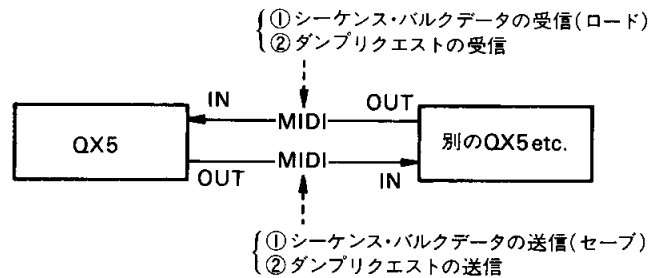 ①シーケンス・バルクデータの受信(ロード)
②ダンプリクエストの受信
IN
OUT
MIDI
QX5
別のQX5 etc.
MIDI
OUT
IN
①シーケンス・バルクデータの送信(セーブ)
②ダンプリクエストの送信